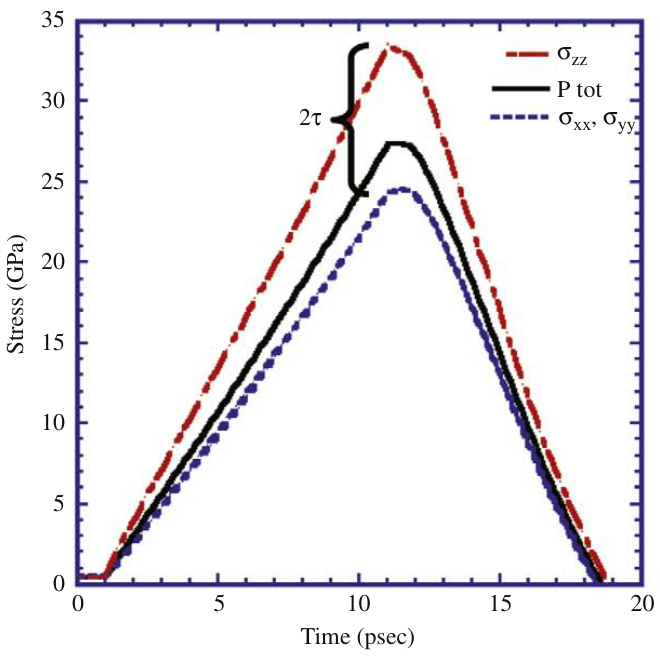 35
30
25
20
15
10
5
0
0
5
10
15
20
Stress (GPa)
Time (psec)
2τ
σzz
P tot
σxx, σyy